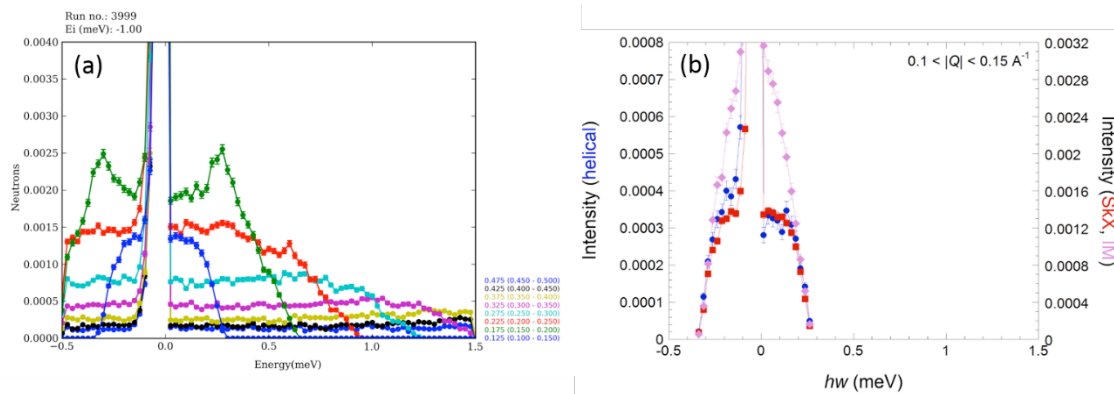 Run no.: 3999
Ei (meV): -1.00
(a)
Neutrons
0.0040
0.0035
0.0030
0.0025
0.0020
0.0015
0.0010
0.0005
0.0000
-0.5
0.0
0.5
1.0
1.5
Energy(meV)
0.475 (0.450 - 0.500)
0.425 (0.400 - 0.450)
0.375 (0.350 - 0.400)
0.325 (0.300 - 0.350)
0.275 (0.250 - 0.300)
0.225 (0.200 - 0.250)
0.175 (0.150 - 0.200)
0.125 (0.100 - 0.150)
(b)
0.1 < |Q| < 0.15 A-1
Intensity (helical)
0.0008
0.0007
0.0006
0.0005
0.0004
0.0003
0.0002
0.0001
0
-0.5
0
0.5
1
1.5
hw (meV)
0.0032
0.0028
0.0024
0.002
0.0016
0.0012
0.0008
0.0004
0
Intensity (SKX, IM)